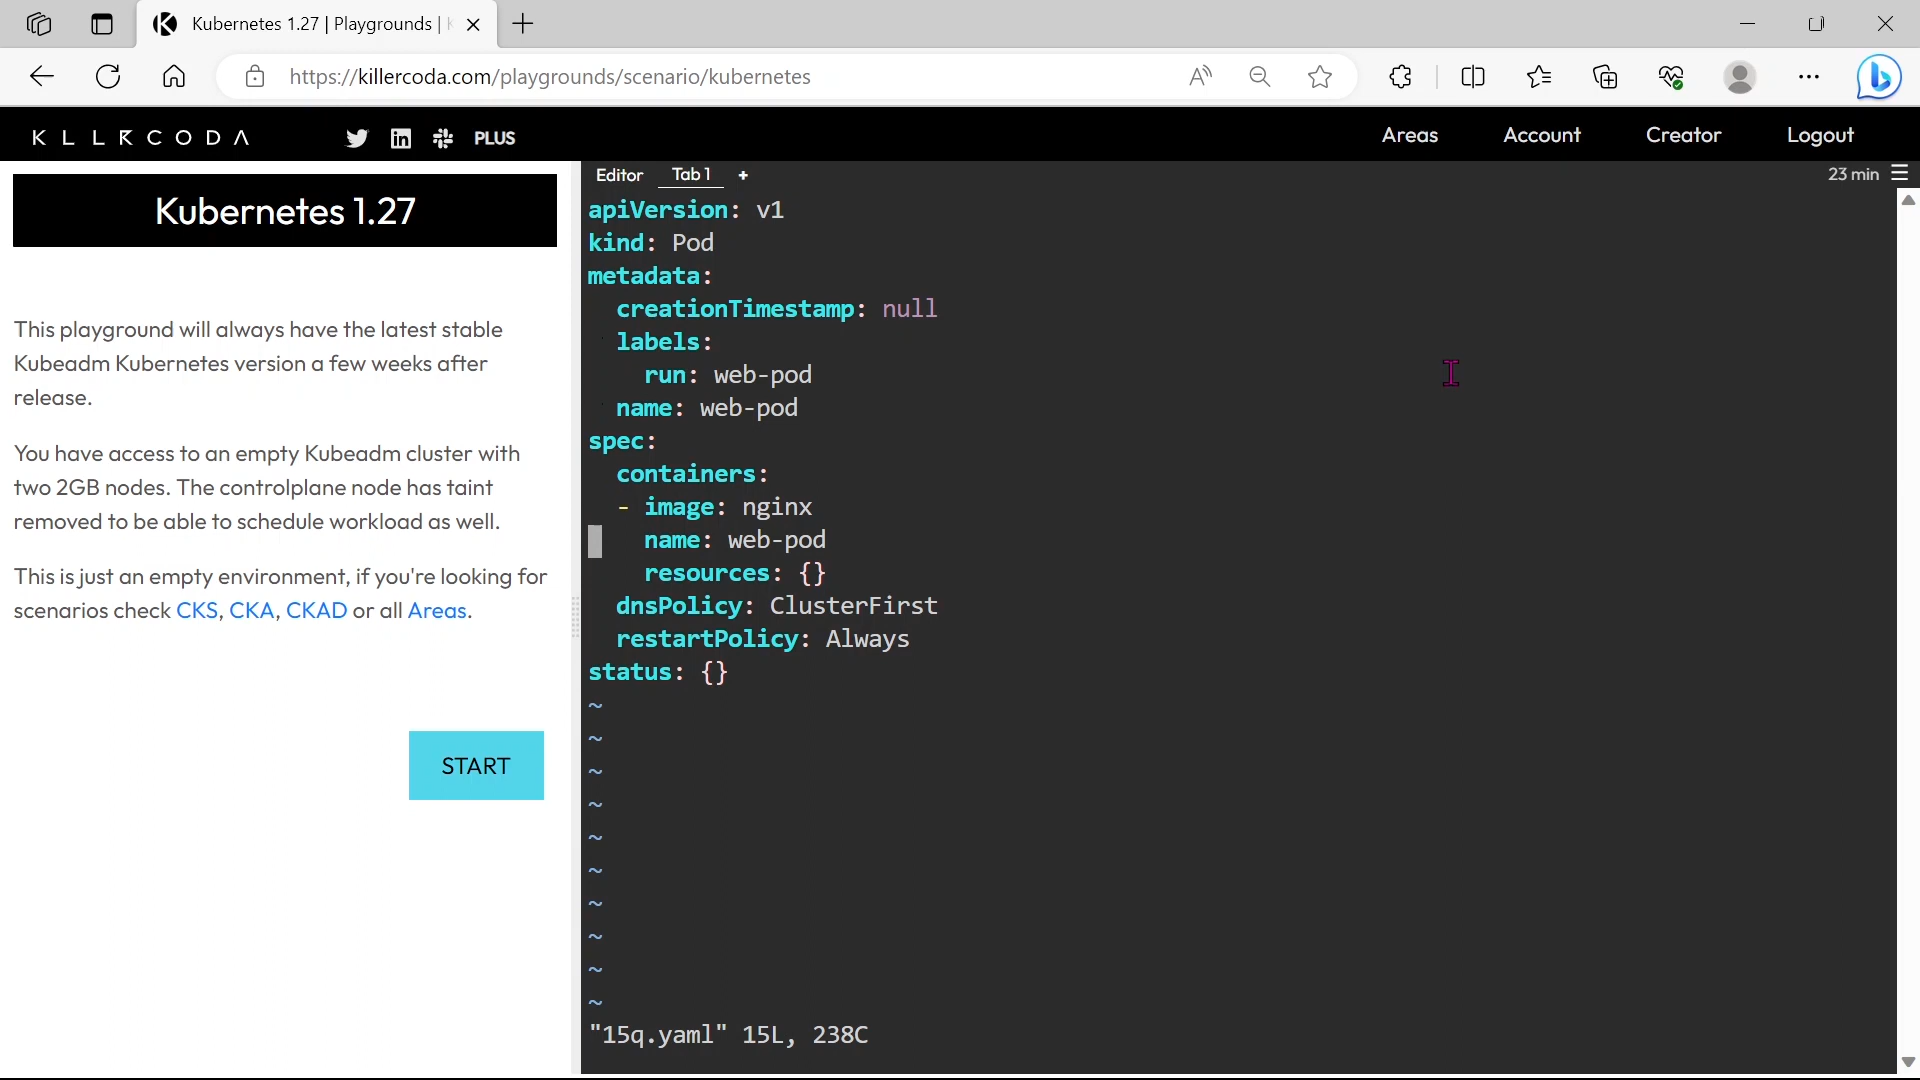 Kubernetes 1.27 | Playgrounds |
https://killercoda.com/playgrounds/scenario/kubernetes
KLLRCODA
PLUS
Areas
Account
Creator
Logout
Kubernetes 1.27
This playground will always have the latest stable
Kubeadm Kubernetes version a few weeks after
release.
You have access to an empty Kubeadm cluster with
two 2GB nodes. The controlplane node has taint
removed to be able to schedule workload as well.
This is just an empty environment, if you're looking for
scenarios check CKS, CKA, CKAD or all Areas.
START
Editor
Tab 1
+
23 min
apiVersion: v1
kind: Pod
metadata:
  creationTimestamp: null
  labels:
    run: web-pod
  name: web-pod
spec:
  containers:
  - image: nginx
    name: web-pod
    resources: {}
  dnsPolicy: ClusterFirst
  restartPolicy: Always
status: {}
~
~
~
~
~
~
~
~
~
~
"15q.yaml" 15L, 238C